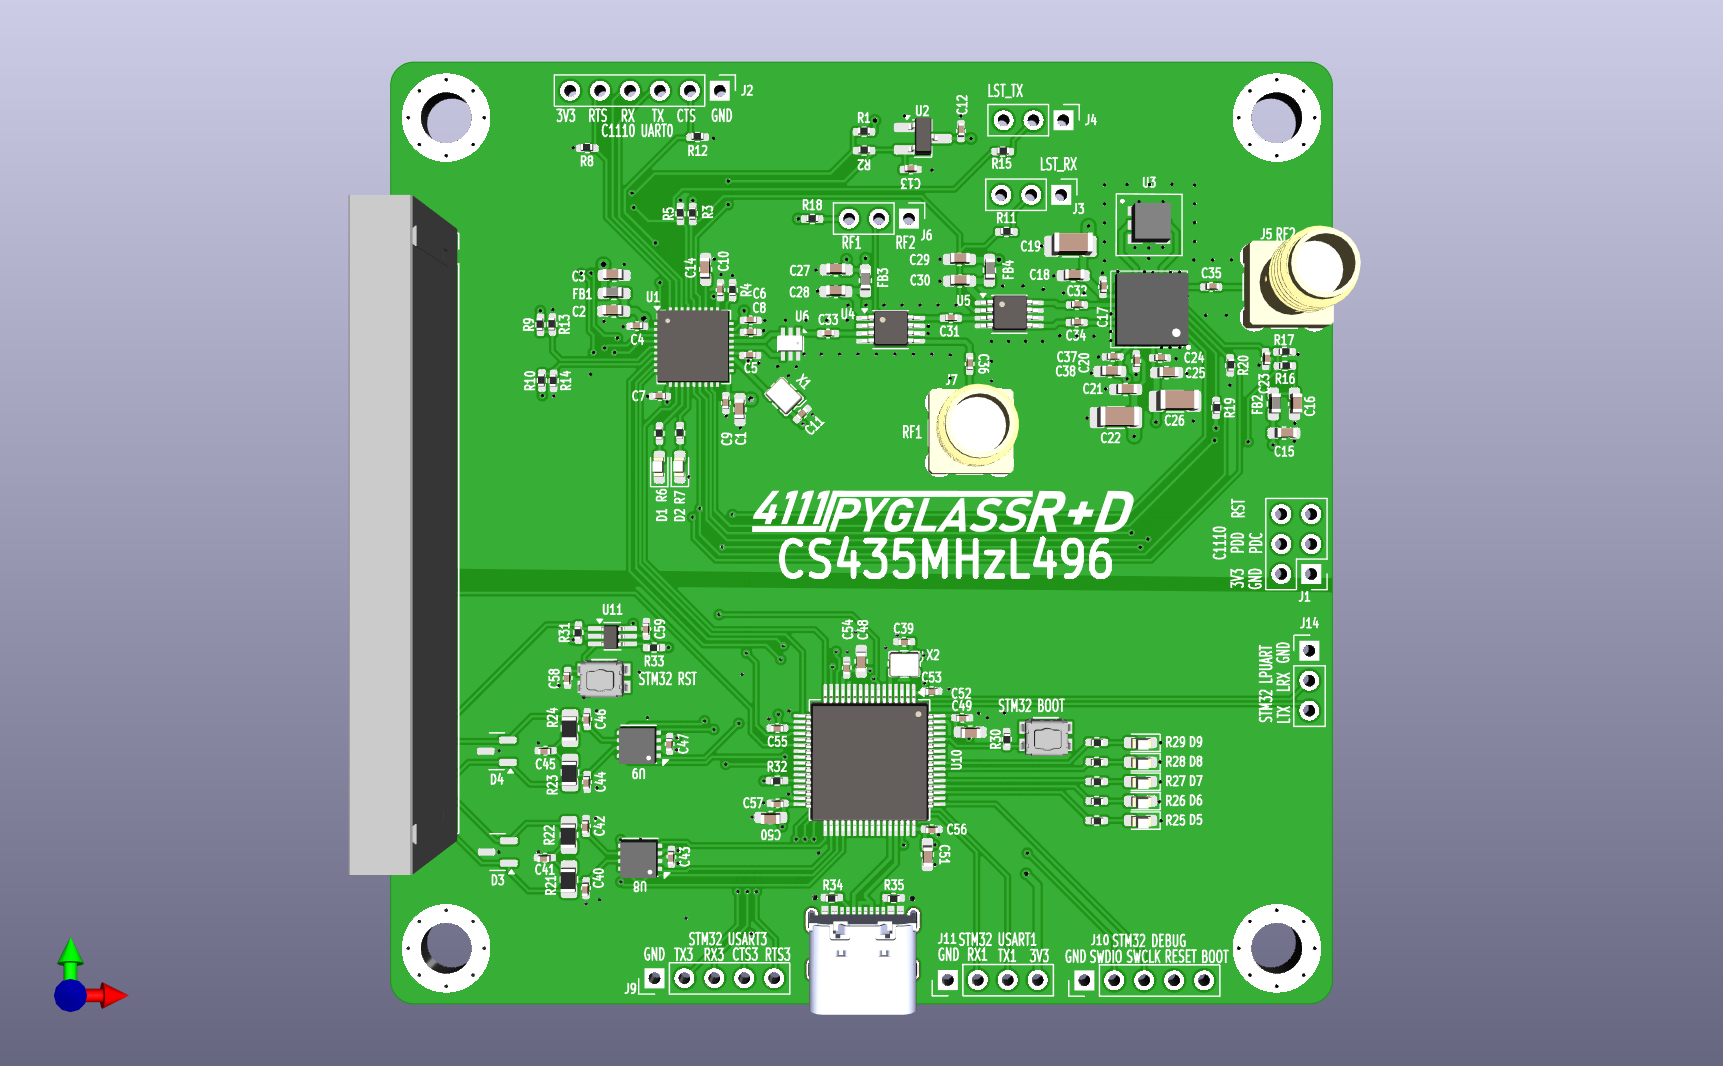 J2
3V3 RTS RX TX CTS GND
C1110 UART0
R8
R12
R1
R2
U2
C12
C13
LST_TX
J4
R15
LST_RX
J3
R11
U3
R5
R3
R18
RF1
RF2
J6
C19
J5 RF2
C3
FB1
C2
U1
C14
C10
R4
C6
C8
C27
C28
FB3
C29
C30
FB4
C18
C35
R9
R13
C4
U6
C33
U4
C31
U5
C32
C34
C17
R10
R14
C7
C5
X1
C11
C9
C1
C36
J7
RF1
C37
C38
C20
C21
C22
C24
C25
C26
R20
R19
C23
R17
R16
FB2
C16
C15
R6
R7
D1
D2
4111 PYGLASS R+D
CS435MHzL496
C1110
RST
PDD
PDC
3V3
GND
J1
U11
R31
C59
R33
C58
STM32 RST
C54
C48
C39
X2
C53
C52
C49
STM32 BOOT
R30
U10
J14
STM32 LPUART
GND
LRX
LTX
R24
C46
C45
D4
R23
C44
C47
U9
C55
R32
C57
C50
R29 D9
R28 D8
R27 D7
R26 D6
R25 D5
R22
C42
C41
D3
R21
C40
C43
U8
C56
C51
R34
R35
STM32 USART3
GND TX3 RX3 CTS3 RTS3
J9
J11 STM32 USART1
GND RX1 TX1 3V3
J10 STM32 DEBUG
GND SWDIO SWCLK RESET BOOT